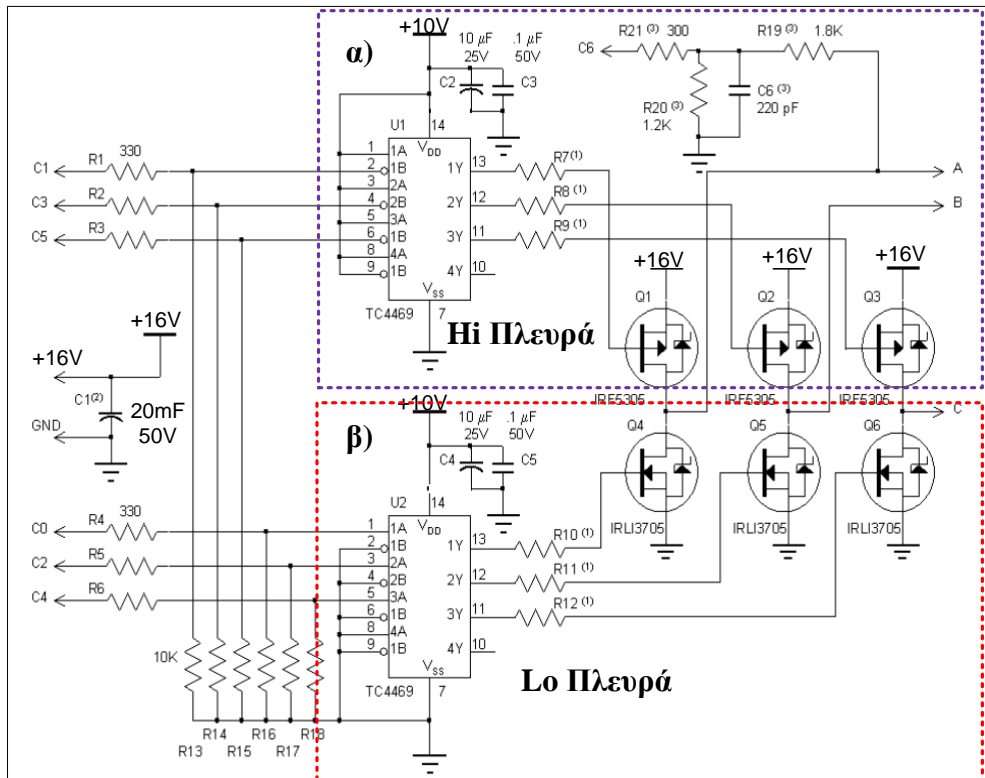 α)
+10V
10 µF
25V
.1 µF
50V
C2
C3
C6
R21 (3) 300
R19 (3) 1.8K
R20 (3)
1.2K
C6 (3)
220 pF
U1
14
VDD
C1
R1
330
C3
R2
C5
R3
1 1A
2 1B
3 2A
4 2B
5 3A
6 1B
8 4A
9 1B
1Y 13
2Y 12
3Y 11
4Y 10
VSS
7
TC4469
R7(1)
R8 (1)
R9 (1)
A
B
+16V
+16V
+16V
Q1
Q2
Q3
Hi Πλευρά
IRF5305
IRF5305
IRF5305
+16V
+16V
C1(2)
20mF
50V
GND
β)
+10V
10 µF
25V
.1 µF
50V
C4
C5
C
Q4
Q5
Q6
IRLI3705
IRLI3705
IRLI3705
U2
14
VDD
C0
R4
330
C2
R5
C4
R6
1 1A
2 1B
3 2A
4 2B
5 3A
6 1B
8 4A
9 1B
1Y 13
2Y 12
3Y 11
4Y 10
VSS
7
TC4469
R10 (1)
R11 (1)
R12 (1)
10K
R13
R14
R15
R16
R17
R18
Lo Πλευρά